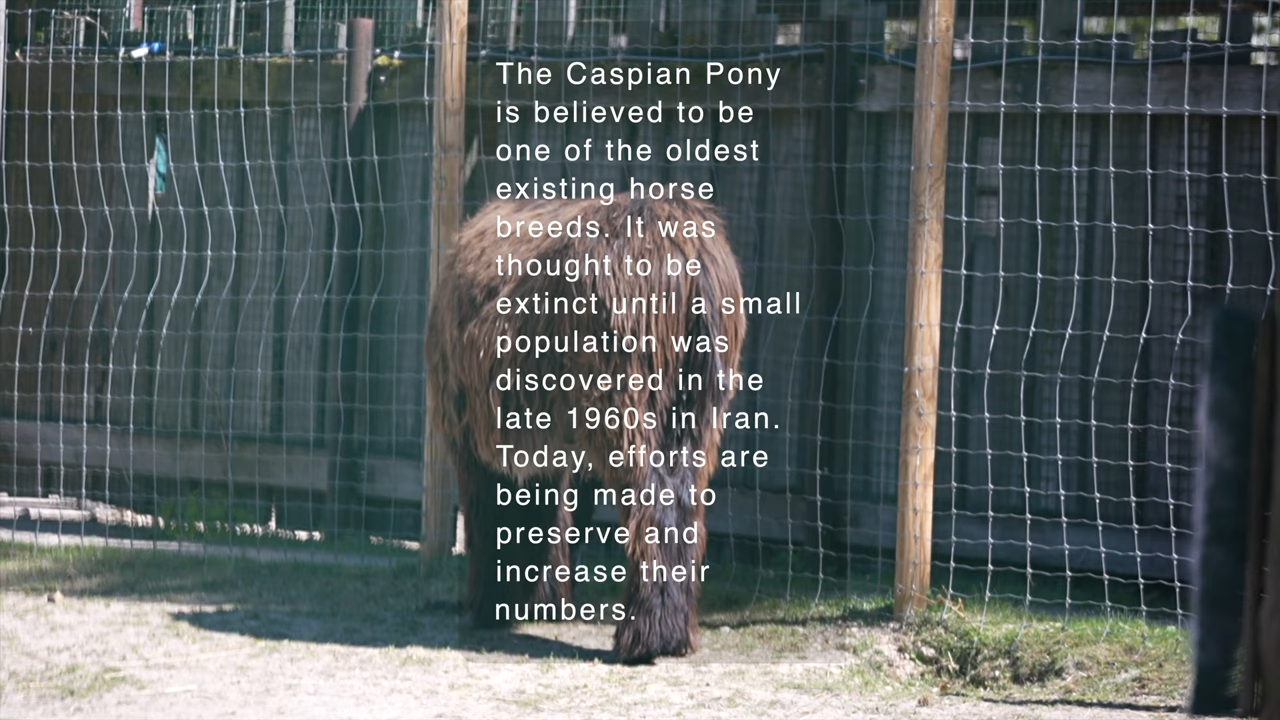 The Caspian Pony
is believed to be
one of the oldest
existing horse
breeds. It was
thought to be
extinct until a small
population was
discovered in the
late 1960s in Iran.
Today, efforts are
being made to
preserve and
increase their
numbers.